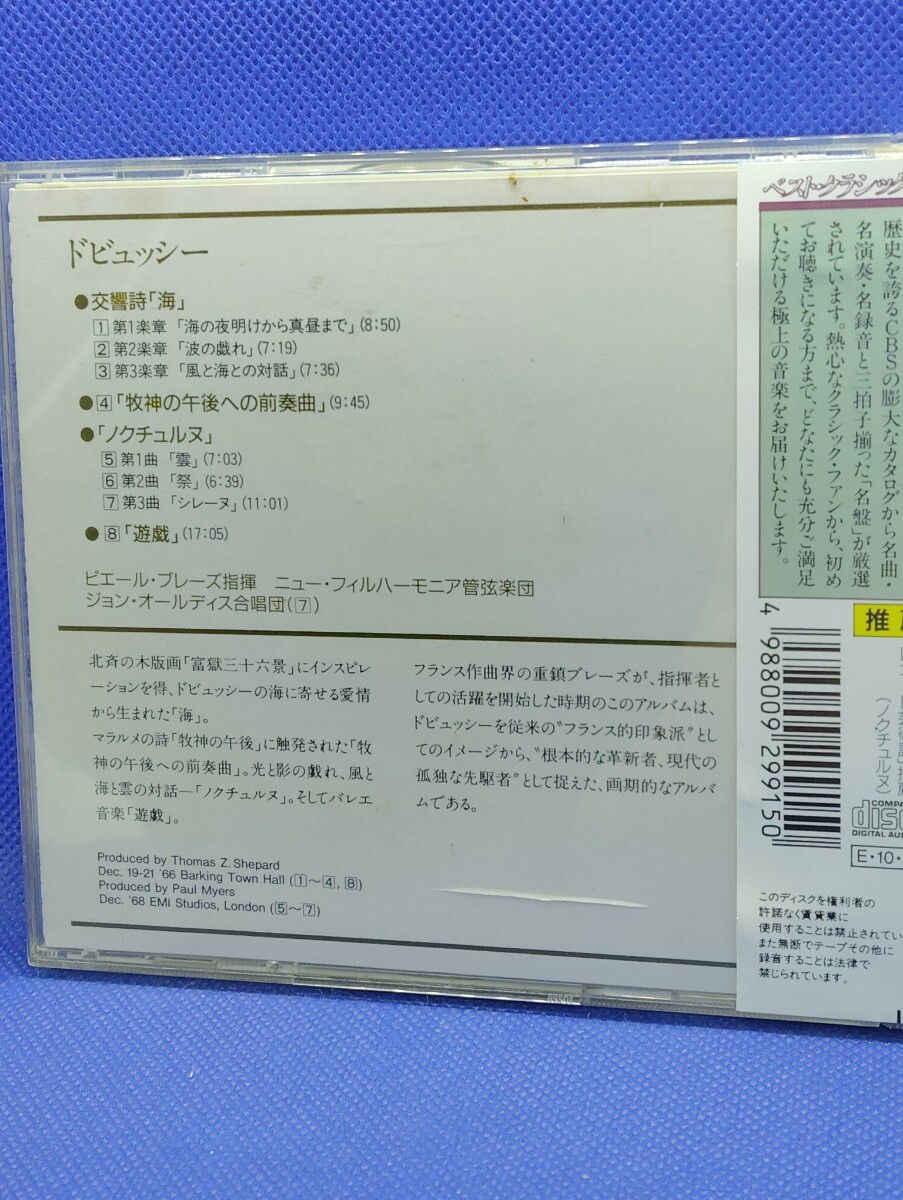 ドビュッシー
●交響詩「海」
1 第1楽章 「海の夜明けから真昼まで」(8:50)
2 第2楽章 「波の戯れ」(7:19)
3 第3楽章 「風と海との対話」(7:36)
●4「牧神の午後への前奏曲」(9:45)
●「ノクチュルヌ」
5 第1曲 「雲」(7:03)
6 第2曲 「祭」(6:39)
7 第3曲 「シレーヌ」(11:01)
●8「遊戯」(17:05)
ピエール・ブレーズ指揮 ニュー・フィルハーモニア管弦楽団
ジョン・オールディス合唱団(7)
北斉の木版画「富嶽三十六景」にインスピレ
ーションを得、ドビュッシーの海に寄せる愛情
から生まれた「海」。
マラルメの詩「牧神の午後」に触発された「牧
神の午後への前奏曲」。光と影の戯れ、風と
海と雲の対話―「ノクチュルヌ」。そしてバレエ
音楽「遊戯」。
フランス作曲界の重鎮ブレーズが、指揮者と
しての活躍を開始した時期のこのアルバムは、
ドビュッシーを従来の“フランス的印象派”とし
てのイメージから、“根本的な革新者、現代の
孤独な先駆者”として捉えた、画期的なアルバ
ムである。
Produced by Thomas Z. Shepard
Dec. 19-21 '66 Barking Town Hall (1〜4, 8)
Produced by Paul Myers
Dec. '68 EMI Studios, London (5〜7)
ベスト・クラシック
歴史を誇るCBSの膨大なカタログから名曲・
名演奏・名録音と三拍子揃った「名盤」が厳選
されています。熱心なクラシック・ファンから、初め
てお聴きになる方まで、どなたにも充分ご満足
いただける極上の音楽をお届けいたします。
推
(ノクチュルヌ)
4 988009 299150
COMPA
disc
DIGITAL AUD
E・10・
このディスクを権利者の
許諾なく賃貸業に
使用することは禁止されてい
また無断でテープその他に
録音することは法律で
禁じられています。